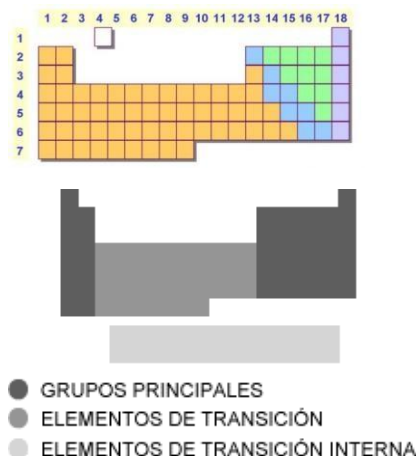 1 2 3 4 5 6 7 8 9 10 11 12 13 14 15 16 17 18
1
2
3
4
5
6
7
GRUPOS PRINCIPALES
ELEMENTOS DE TRANSICIÓN
ELEMENTOS DE TRANSICIÓN INTERNA